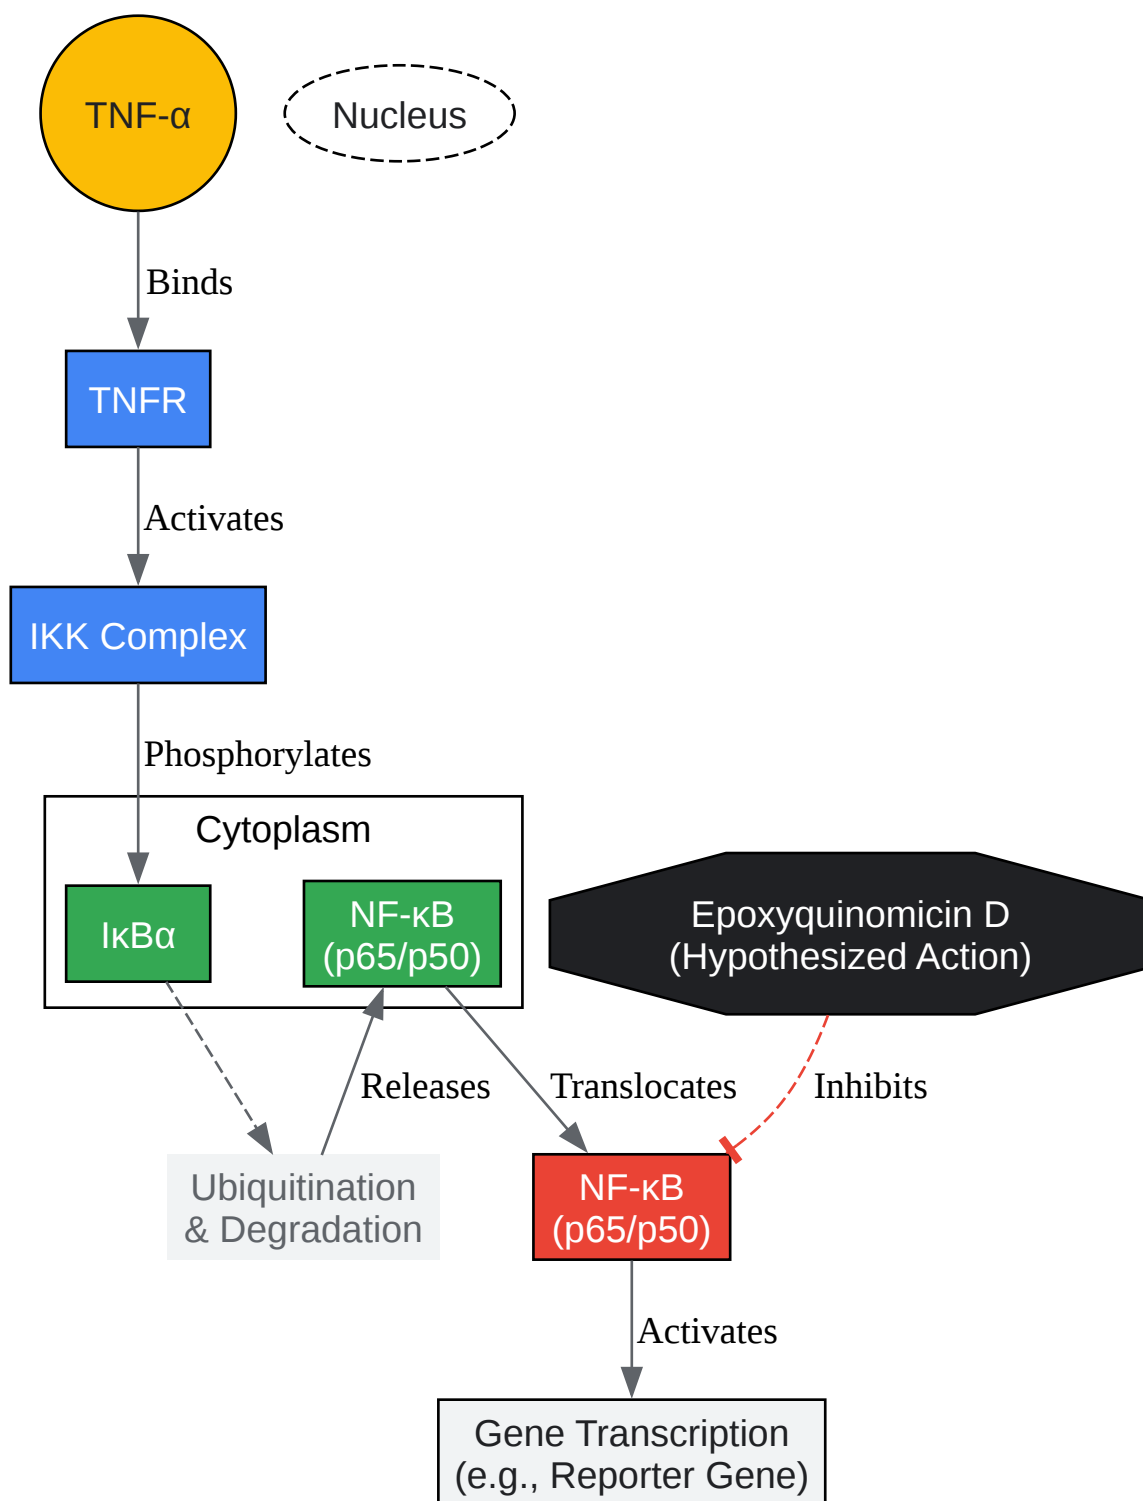 TNF-α
Nucleus
Binds
TNFR
Activates
IKK Complex
Phosphorylates
Cytoplasm
IκBα
NF-κB
(p65/p50)
Epoxyquinomicin D
(Hypothesized Action)
Releases
Translocates
Inhibits
Ubiquitination
& Degradation
NF-κB
(p65/p50)
Activates
Gene Transcription
(e.g., Reporter Gene)